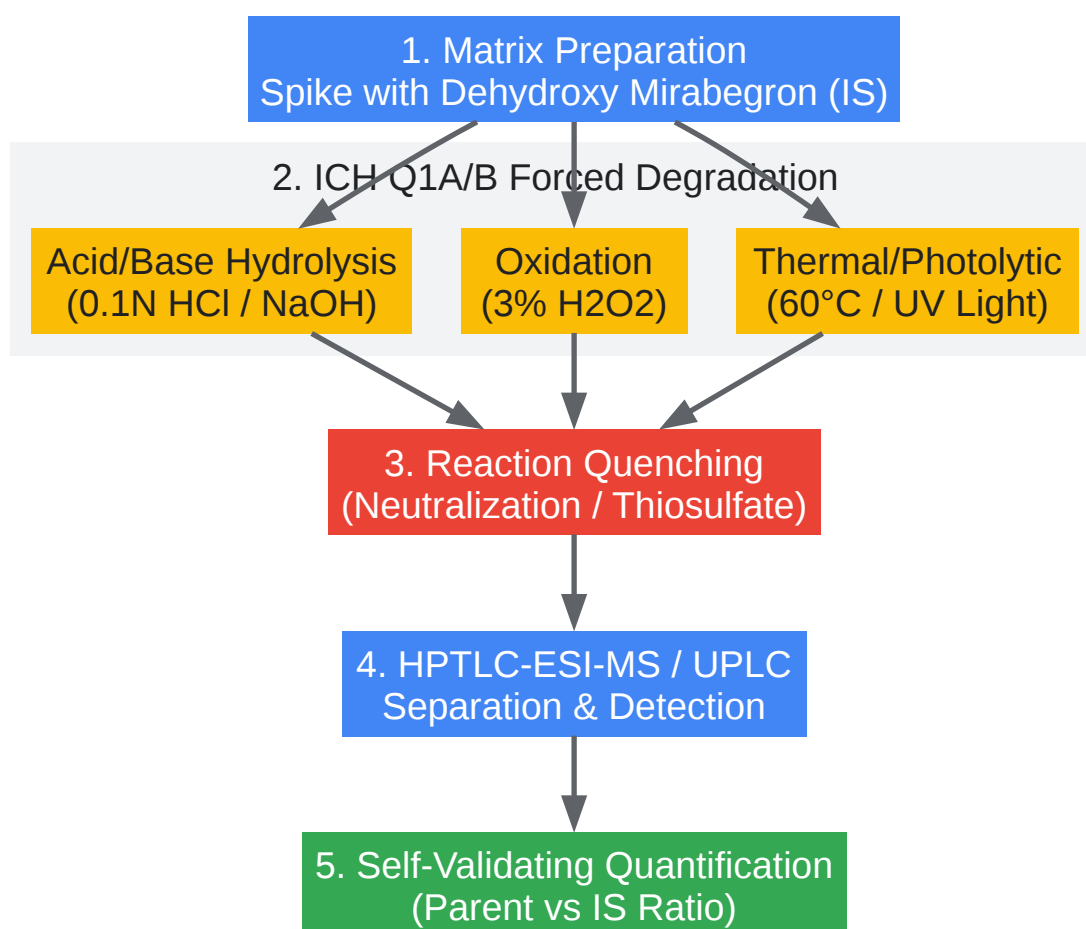 1. Matrix Preparation
Spike with Dehydroxy Mirabegron (IS)
2. ICH Q1A/B Forced Degradation
Acid/Base Hydrolysis
(0.1N HCl / NaOH)
Oxidation
(3% H2O2)
Thermal/Photolytic
(60°C / UV Light)
3. Reaction Quenching
(Neutralization / Thiosulfate)
4. HPTLC-ESI-MS / UPLC
Separation & Detection
5. Self-Validating Quantification
(Parent vs IS Ratio)